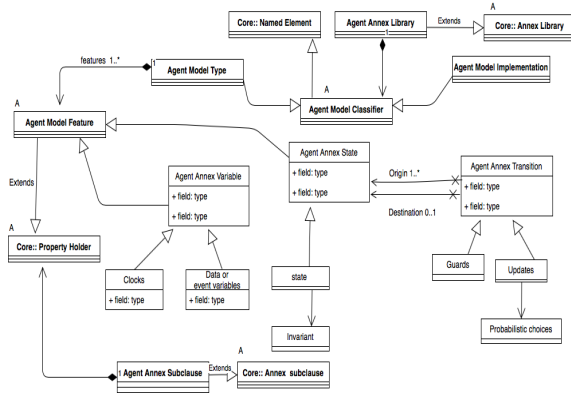 A
Core:: Named Element
Agent Annex Library
1
Extends
A
Core:: Annex Library
features 1..*
1
Agent Model Type
Agent Model Implementation
A
Agent Model Classifier
A
Agent Model Feature
Agent Annex State
+ field: type
+ field: type
Origin 1..*
Destination 0..1
Agent Annex Transition
+ field: type
+ field: type
Agent Annex Variable
+ field: type
+ field: type
Extends
A
Core:: Property Holder
Clocks
+ field: type
Data or
event variables
+ field: type
state
Guards
Updates
Invariant
Probabilistic choices
1 Agent Annex Subclause
Extends
A
Core:: Annex subclause